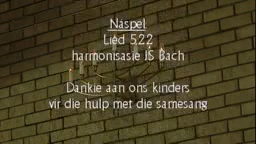 Naspel
Lied 522
harmonisasie JS Bach
Dankie aan ons kinders
vir die hulp met die samesang